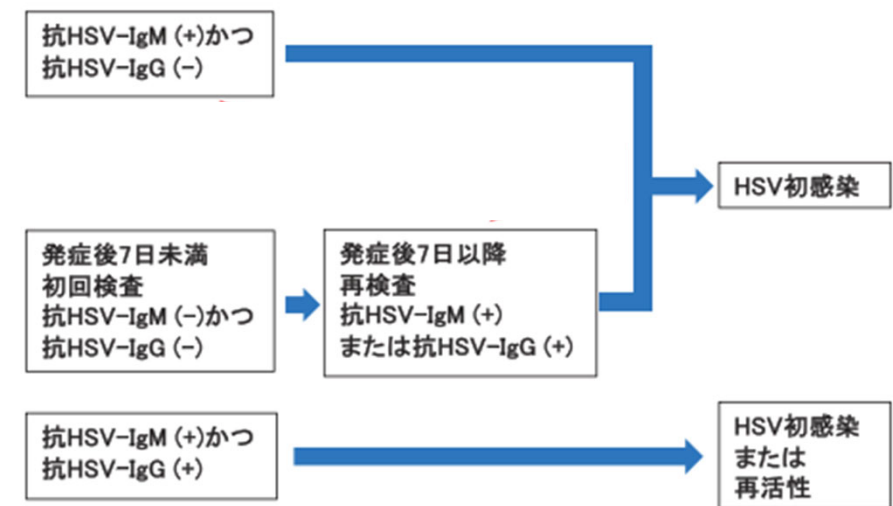 抗HSV-IgM (+)かつ
抗HSV-IgG (-)
HSV初感染
発症後7日未満
初回検査
抗HSV-IgM (-)かつ
抗HSV-IgG (-)
発症後7日以降
再検査
抗HSV-IgM (+)
または抗HSV-IgG (+)
抗HSV-IgM (+)かつ
抗HSV-IgG (+)
HSV初感染
または
再活性